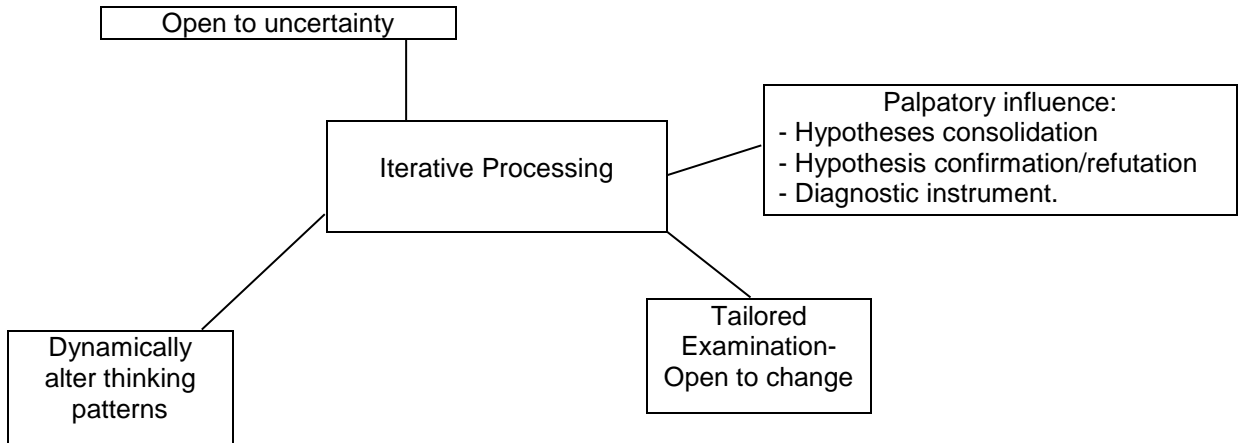 Open to uncertainty
Palpatory influence:
- Hypotheses consolidation
- Hypothesis confirmation/refutation
- Diagnostic instrument.
Iterative Processing
Tailored
Examination-
Open to change
Dynamically
alter thinking
patterns